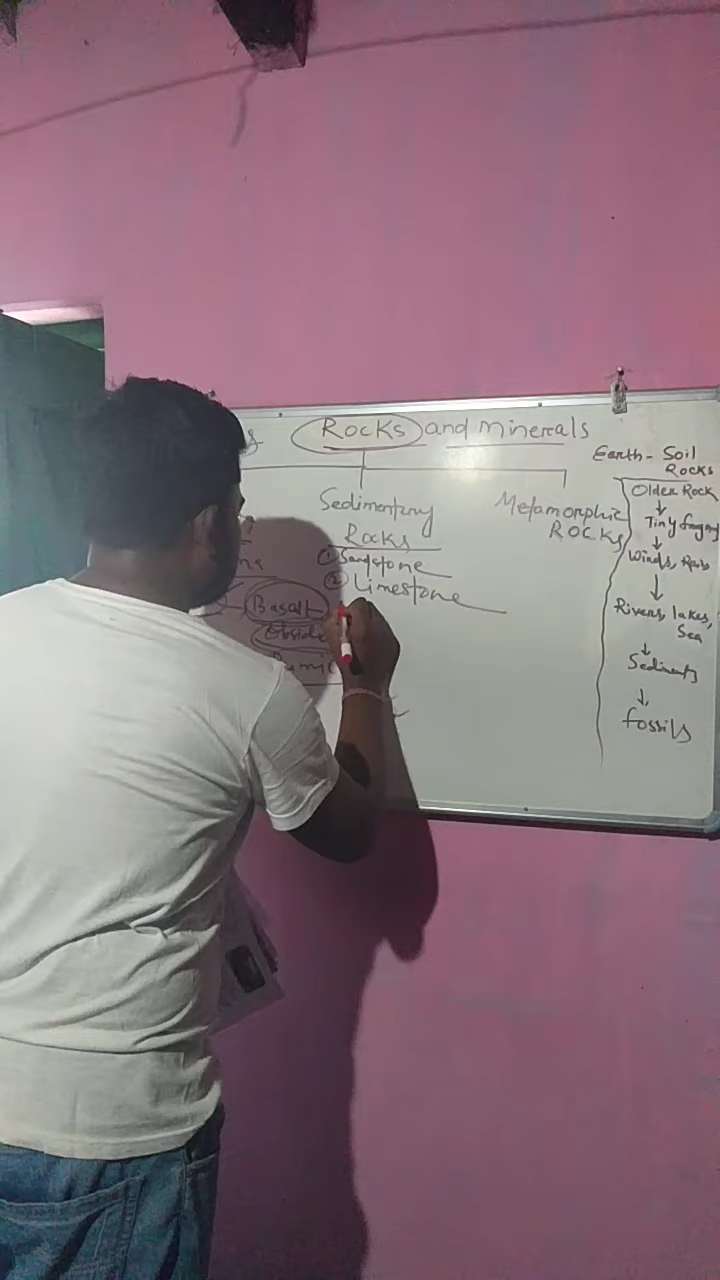 Rocks and minerals
Earth - Soil
Rocks
Sedimentary
Rocks
① Sandstone
② Limestone
Metamorphic
ROCKS
Basalt
Older Rock
↓
Tiny
↓
Winds,
↓
Rivers, lakes,
Sea
↓
Sediments
↓
fossils